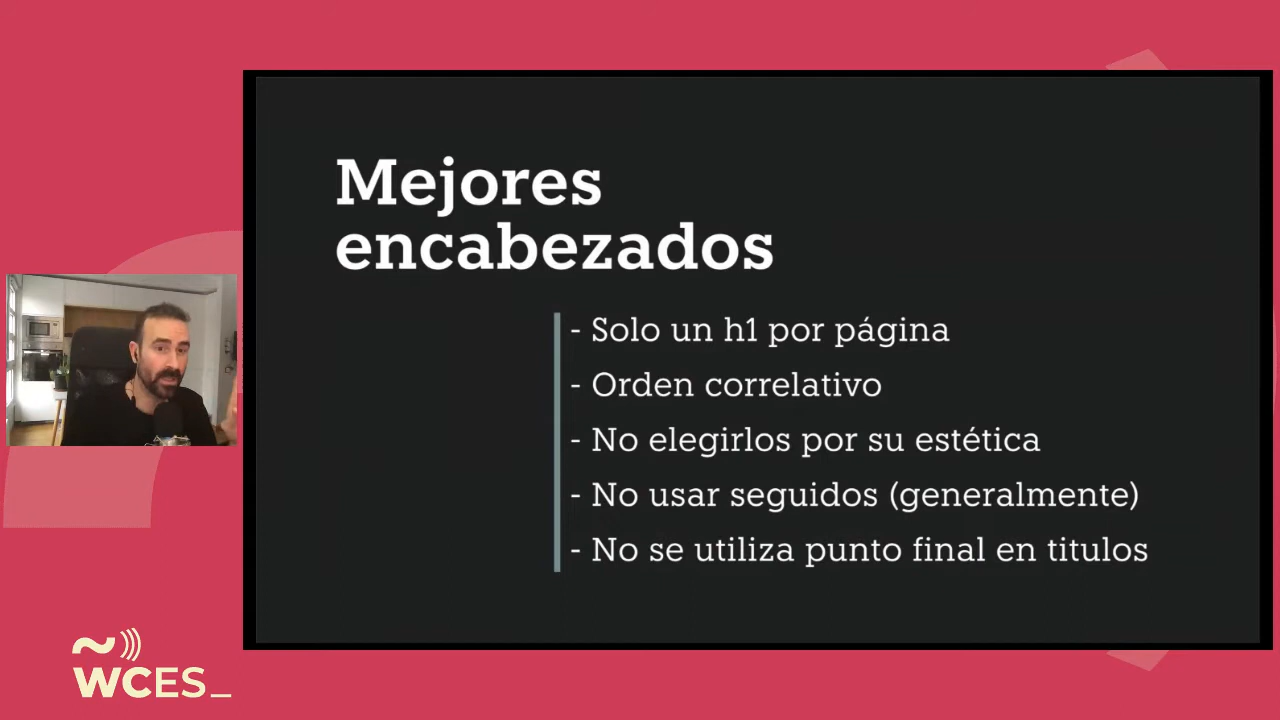 Mejores
encabezados
- Solo un h1 por página
- Orden correlativo
- No elegirlos por su estética
- No usar seguidos (generalmente)
- No se utiliza punto final en titulos
WCES_